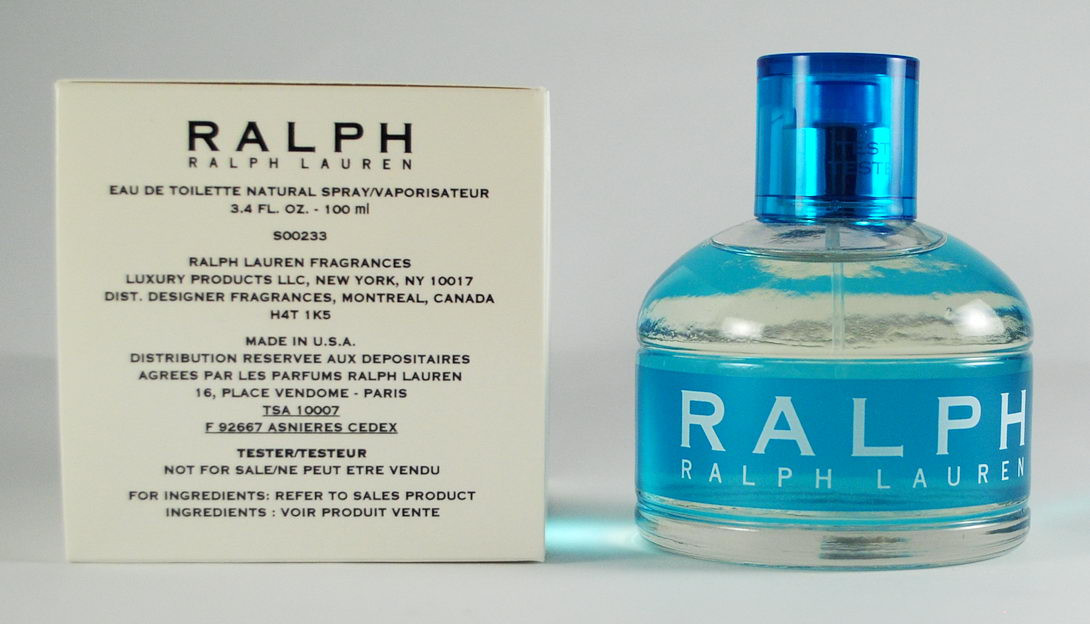 RALPH
RALPH LAUREN
EAU DE TOILETTE NATURAL SPRAY/VAPORISATEUR
3.4 FL. OZ. - 100 ml
S00233
RALPH LAUREN FRAGRANCES
LUXURY PRODUCTS LLC, NEW YORK, NY 10017
DIST. DESIGNER FRAGRANCES, MONTREAL, CANADA
H4T 1K5
MADE IN U.S.A.
DISTRIBUTION RESERVEE AUX DEPOSITAIRES
AGREES PAR LES PARFUMS RALPH LAUREN
16, PLACE VENDOME - PARIS
TSA 10007
F 92667 ASNIERES CEDEX
TESTER/TESTEUR
NOT FOR SALE/NE PEUT ETRE VENDU
FOR INGREDIENTS: REFER TO SALES PRODUCT
INGREDIENTS : VOIR PRODUIT VENTE
RALPH
RALPH LAUREN